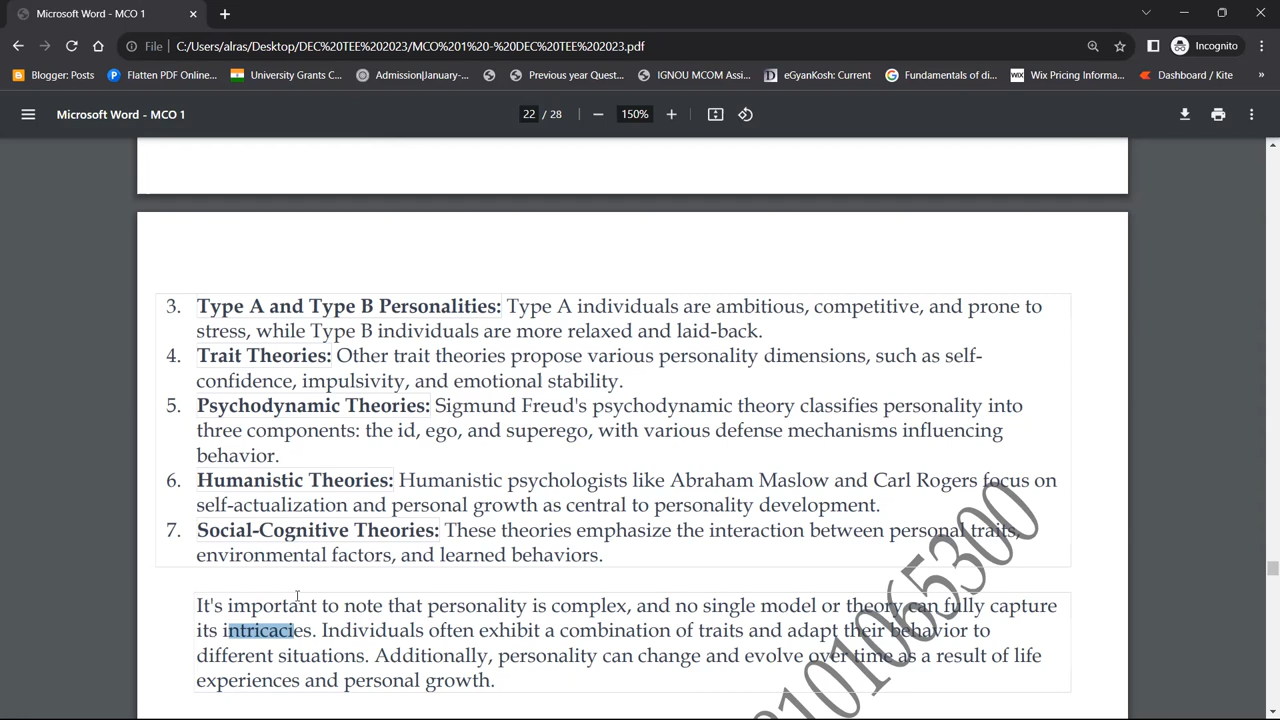 Microsoft Word - MCO 1
File
C:/Users/alras/Desktop/DEC%20TEE%202023/MCO%201%20-%20DEC%20TEE%202023.pdf
Incognito
Blogger: Posts
Flatten PDF Online...
University Grants C...
Admission|January-...
Previous year Quest...
IGNOU MCOM Assi...
eGyanKosh: Current
Fundamentals of di...
WIX
Wix Pricing Informa...
Dashboard / Kite
»
Microsoft Word - MCO 1
22 / 28
150%
3. Type A and Type B Personalities: Type A individuals are ambitious, competitive, and prone to
stress, while Type B individuals are more relaxed and laid-back.
4. Trait Theories: Other trait theories propose various personality dimensions, such as self-
confidence, impulsivity, and emotional stability.
5. Psychodynamic Theories: Sigmund Freud's psychodynamic theory classifies personality into
three components: the id, ego, and superego, with various defense mechanisms influencing
behavior.
6. Humanistic Theories: Humanistic psychologists like Abraham Maslow and Carl Rogers focus on
self-actualization and personal growth as central to personality development.
7. Social-Cognitive Theories: These theories emphasize the interaction between personal traits,
environmental factors, and learned behaviors.
It's important to note that personality is complex, and no single model or theory can fully capture
its intricacies. Individuals often exhibit a combination of traits and adapt their behavior to
different situations. Additionally, personality can change and evolve over time as a result of life
experiences and personal growth.